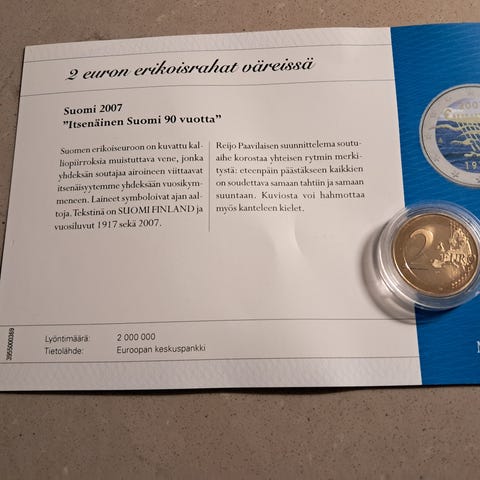 2 euron erikoisrahat väreissä
Suomi 2007
"Itsenäinen Suomi 90 vuotta"
Suomen erikoiseuroon on kuvattu kal-
liopiirroksia muistuttava vene, jonka
yhdeksän soutajaa airoineen viittaavat
itsenäisyytemme yhdeksään vuosikym-
meneen. Laineet symboloivat ajan aal-
toja. Tekstinä on SUOMI FINLAND ja
vuosiluvut 1917 sekä 2007.
Reijo Paavilaisen suunnittelema soutu-
aihe korostaa yhteisen rytmin merki-
tystä: eteenpäin päästäkseen kaikkien
on soudettava samaan tahtiin ja samaan
suuntaan. Kuviosta voi hahmottaa
myös kanteleen kielet.
Lyöntimäärä: 2 000 000
Tietolähde: Euroopan keskuspankki
3955000369
2007
2 EURO